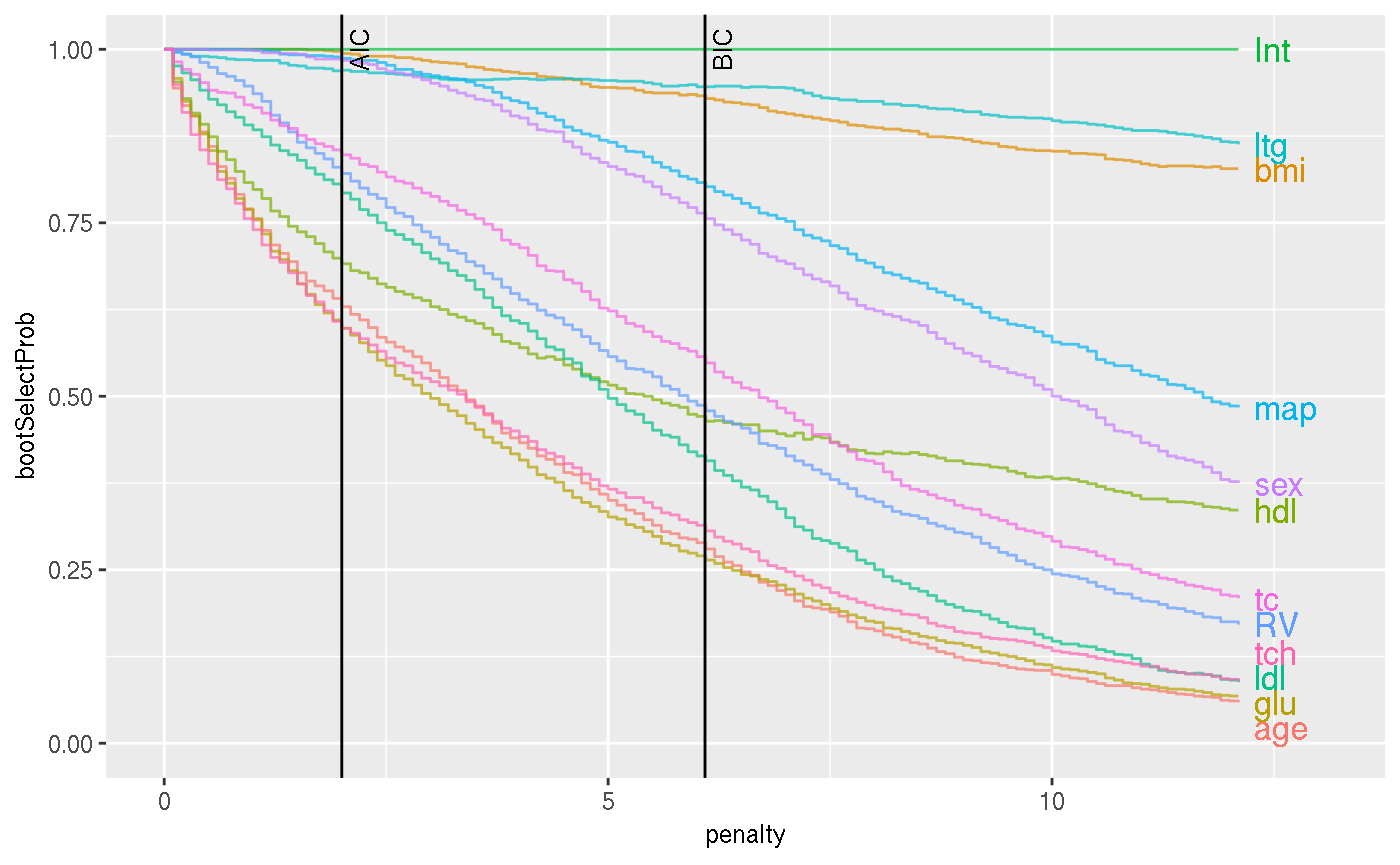 1.00
0.75
0.50
0.25
0.00
bootSelectProb
AIC
BIC
Int
ltg
bmi
map
sex
hdl
tc
RV
tch
ldl
glu
age
0
5
10
penalty